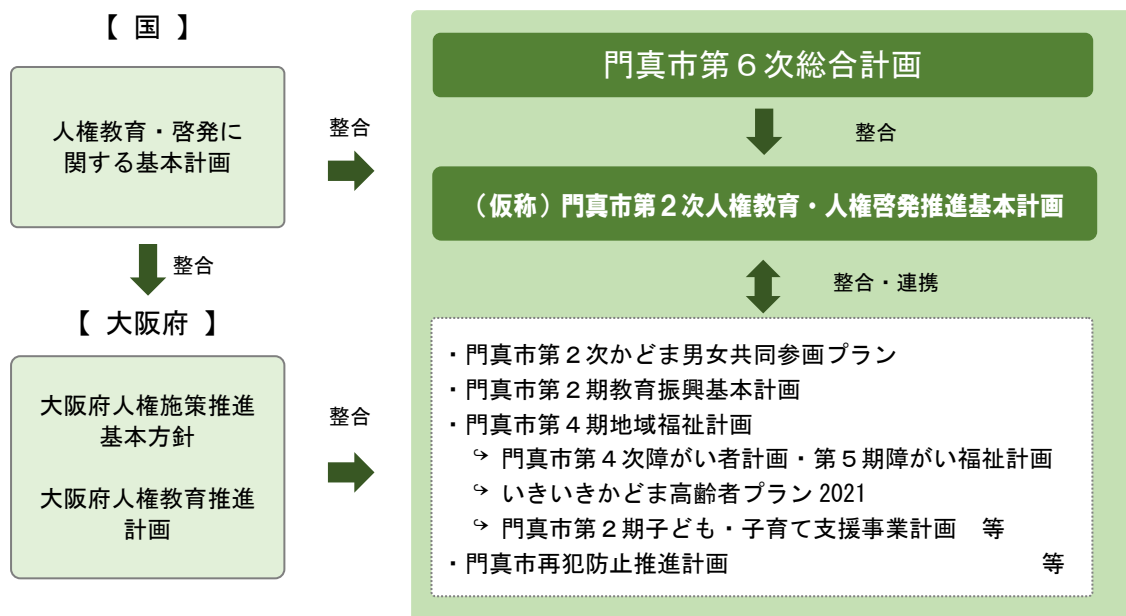 【 国 】
人権教育・啓発に
関する基本計画
整合
整合
【 大阪府 】
大阪府人権施策推進
基本方針
大阪府人権教育推進
計画
整合
門真市第６次総合計画
整合
（仮称）門真市第２次人権教育・人権啓発推進基本計画
整合・連携
・門真市第２次かどま男女共同参画プラン
・門真市第２期教育振興基本計画
・門真市第４期地域福祉計画
↪ 門真市第４次障がい者計画・第５期障がい福祉計画
↪ いきいきかどま高齢者プラン 2021
↪ 門真市第２期子ども・子育て支援事業計画　等
・門真市再犯防止推進計画　等